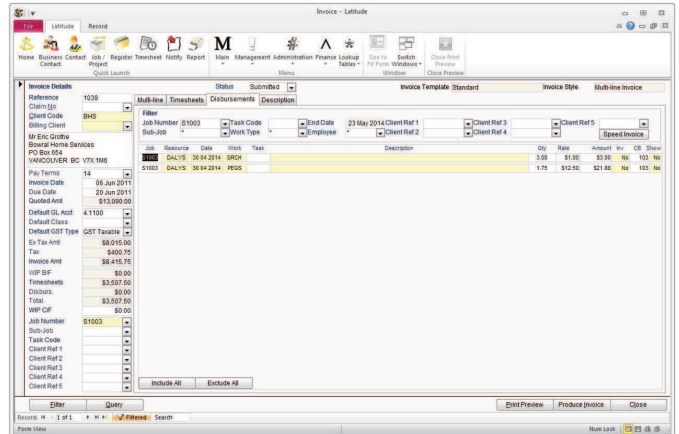 Invoice - Latitude
File Latitude Record
Home Business Contact Contact Job / Project Register Timesheet Notify Report Main Management Administration Finance Lookup Tables Size to Fit Form Switch Windows Close Print Preview
Quick Launch Menu Window Close Preview
Invoice Details Status Submitted Invoice Template Standard Invoice Style Multi-line Invoice
Reference 1039
Claim No
Client Code BHS
Billing Client
Mr Eric Grothe
Bowtral Home Services
PO Box 654
VANCOUVER BC V7X 1M6
Pay Terms 14
Invoice Date 06 Jun 2011
Due Date 20 Jun 2011
Quoted Amt $13,090.00
Default GL Acct 4.1100
Default Class
Default GST Type GST Taxable
Ex Tax Amt $8,015.00
Tax $400.75
Invoice Amt $8,415.75
WIP B/F $0.00
Timesheets $3,507.50
Disburs. $0.00
Total. $3,507.50
WIP C/F $0.00
Job Number S1003
Sub-Job
Task Code
Client Ref 1
Client Ref 2
Client Ref 3
Client Ref 4
Client Ref 5
Multi-line Timesheets Disbursements Description
Filter
Job Number S1003 Task Code End Date 23 May 2014 Client Ref 1 Client Ref 3 Client Ref 5
Sub-Job * Work Type * Employee * Client Ref 2 Client Ref 4 Speed Invoice
Job Resource Date Work Task Description Qty Rate Amount Inv CB Show
S1003 DALYS 30 04 2014 SRCH 3.00 $1.00 $3.00 No 103 No
S1003 DALYS 30 04 2014 PEGS 1.75 $12.50 $21.88 No 103 No
Include All Exclude All
Filter Query Print Preview Produce Invoice Close
Record: 1 of 1 Filtered Search
Form View Num Lock